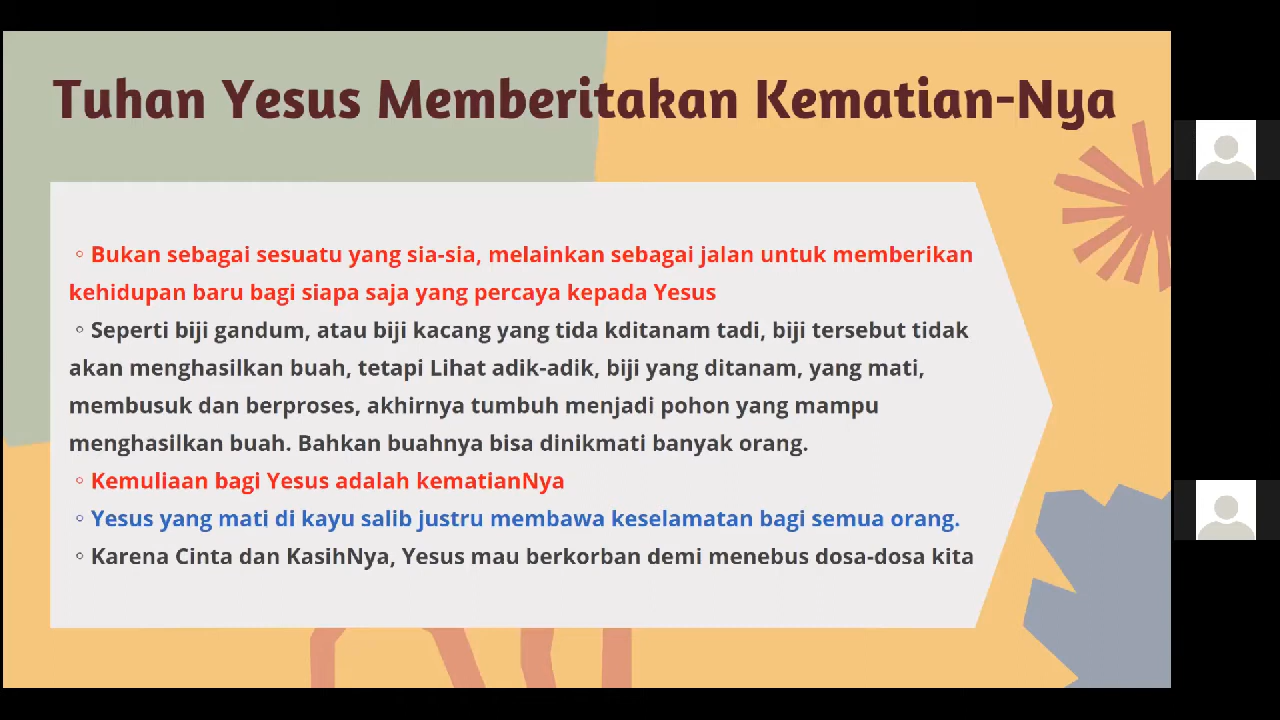 Tuhan Yesus Memberitakan Kematian-Nya
◦ Bukan sebagai sesuatu yang sia-sia, melainkan sebagai jalan untuk memberikan
kehidupan baru bagi siapa saja yang percaya kepada Yesus
◦ Seperti biji gandum, atau biji kacang yang tida kditanam tadi, biji tersebut tidak
akan menghasilkan buah, tetapi Lihat adik-adik, biji yang ditanam, yang mati,
membusuk dan berproses, akhirnya tumbuh menjadi pohon yang mampu
menghasilkan buah. Bahkan buahnya bisa dinikmati banyak orang.
◦ Kemuliaan bagi Yesus adalah kematianNya
◦ Yesus yang mati di kayu salib justru membawa keselamatan bagi semua orang.
◦ Karena Cinta dan KasihNya, Yesus mau berkorban demi menebus dosa-dosa kita